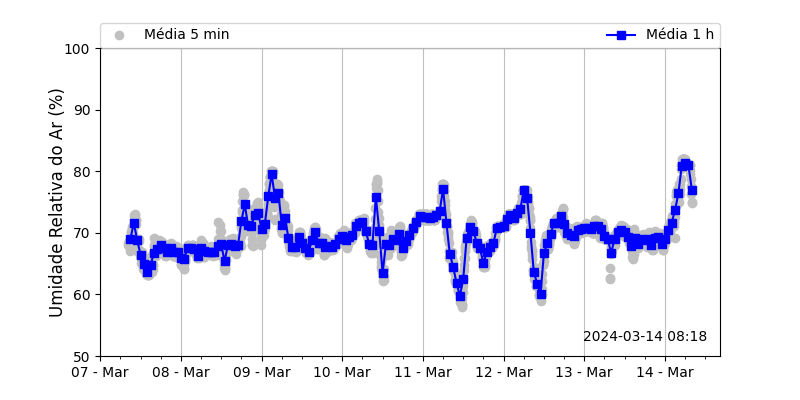 Média 5 min
Média 1 h
Umidade Relativa do Ar (%)
100
90
80
70
60
50
2024-03-14 08:18
07 - Mar
08 - Mar
09 - Mar
10 - Mar
11 - Mar
12 - Mar
13 - Mar
14 - Mar